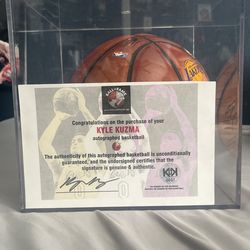 Congratulations on the purchase of your
KYLE KUZMA
autographed basketball
The authenticity of this autographed basketball is unconditionally
guaranteed, and the undersigned certifies that the
signature is genuine & authentic.